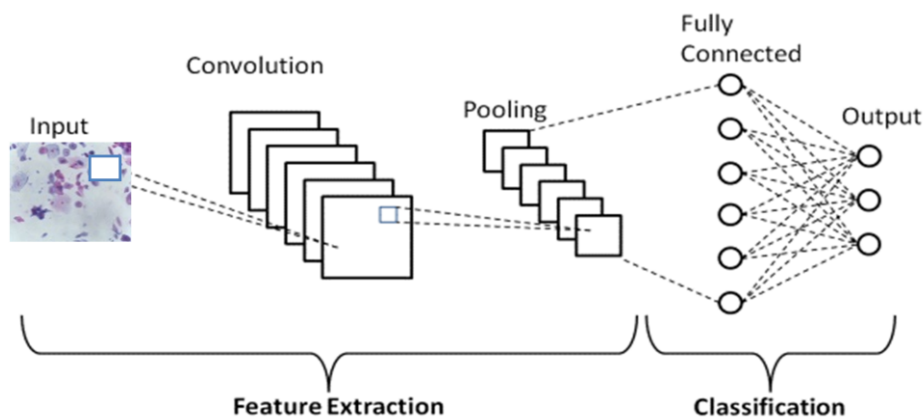 Input
Convolution
Pooling
Fully
Connected
Output
Feature Extraction
Classification